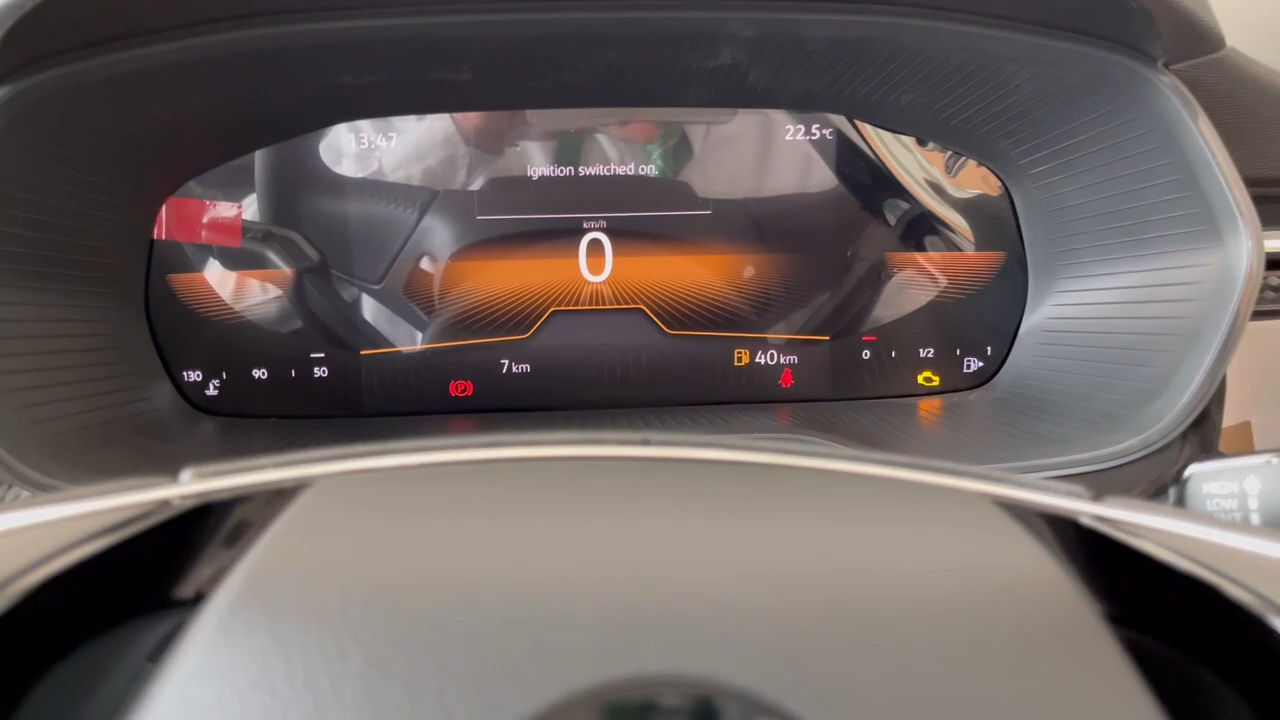 13:47
22.5°C
Ignition switched on.
km/h
0
130
90
50
°C
7 km
40 km
0
1/2
1
P
HIGH
LOW